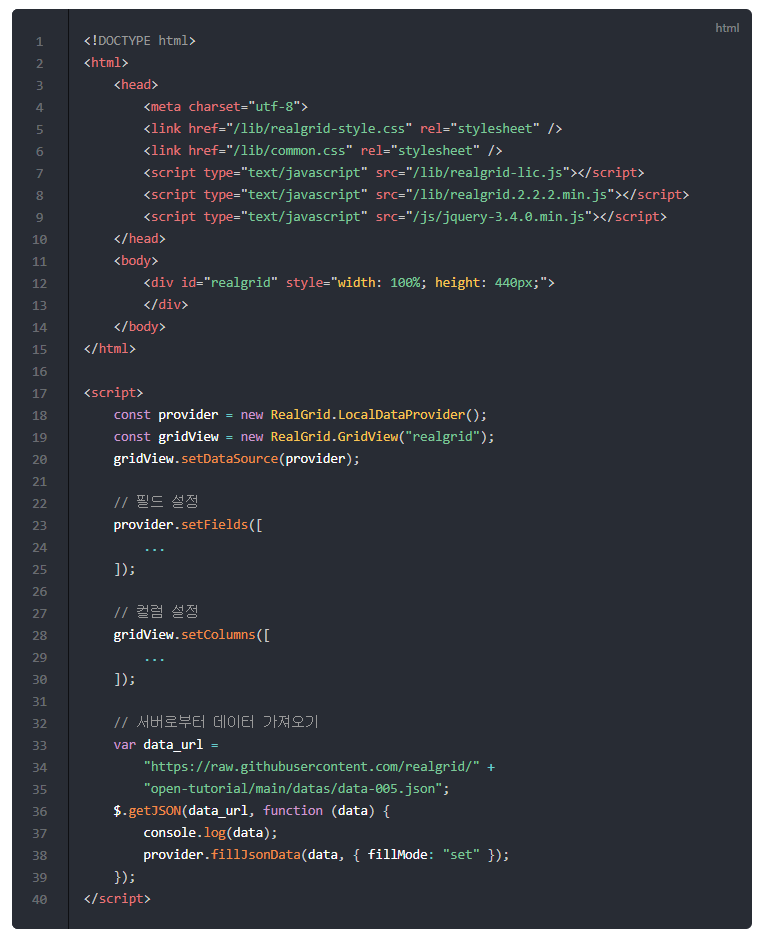 html
1 <!DOCTYPE html>
2 <html>
3     <head>
4         <meta charset="utf-8">
5         <link href="/lib/realgrid-style.css" rel="stylesheet" />
6         <link href="/lib/common.css" rel="stylesheet" />
7         <script type="text/javascript" src="/lib/realgrid-lic.js"></script>
8         <script type="text/javascript" src="/lib/realgrid.2.2.2.min.js"></script>
9         <script type="text/javascript" src="/js/jquery-3.4.0.min.js"></script>
10     </head>
11     <body>
12         <div id="realgrid" style="width: 100%; height: 440px;">
13         </div>
14     </body>
15 </html>
16
17 <script>
18     const provider = new RealGrid.LocalDataProvider();
19     const gridView = new RealGrid.GridView("realgrid");
20     gridView.setDataSource(provider);
21
22     // 필드 설정
23     provider.setFields([
24         ...
25     ]);
26
27     // 컬럼 설정
28     gridView.setColumns([
29         ...
30     ]);
31
32     // 서버로부터 데이터 가져오기
33     var data_url =
34         "https://raw.githubusercontent.com/realgrid/" +
35         "open-tutorial/main/datas/data-005.json";
36     $.getJSON(data_url, function (data) {
37         console.log(data);
38         provider.fillJsonData(data, { fillMode: "set" });
39     });
40 </script>